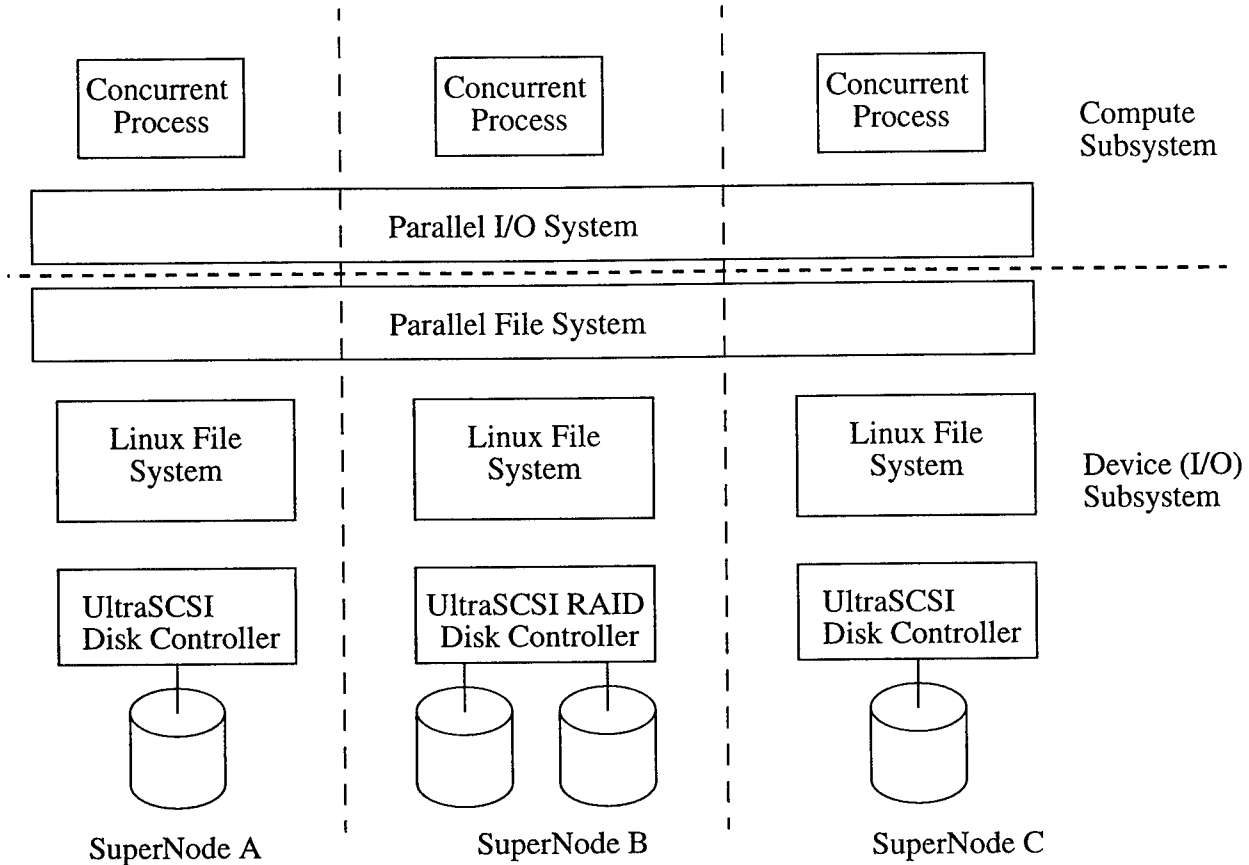 Concurrent
Process
Concurrent
Process
Concurrent
Process
Compute
Subsystem
Parallel I/O System
Parallel File System
Linux File
System
Linux File
System
Linux File
System
Device (I/O)
Subsystem
UltraSCSI
Disk Controller
UltraSCSI RAID
Disk Controller
UltraSCSI
Disk Controller
SuperNode A
SuperNode B
SuperNode C